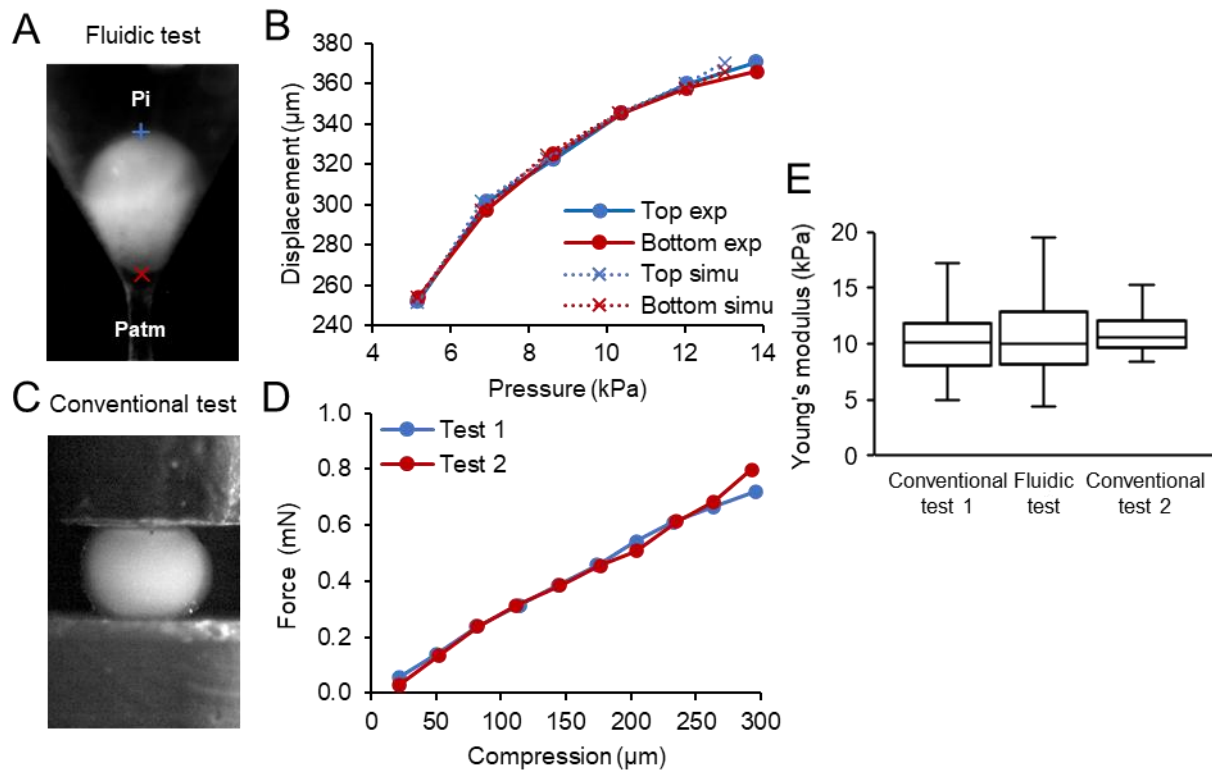 A
Fluidic test
Pi
Patm
B
380
360
340
320
300
280
260
240
Displacement (μm)
4
6
8
10
12
14
Pressure (kPa)
Top exp
Bottom exp
Top simu
Bottom simu
C
Conventional test
D
1.0
0.8
0.6
0.4
0.2
0.0
Force (mN)
0
50
100
150
200
250
300
Compression (μm)
Test 1
Test 2
E
20
15
10
5
0
Young's modulus (kPa)
Conventional
test 1
Fluidic
test
Conventional
test 2